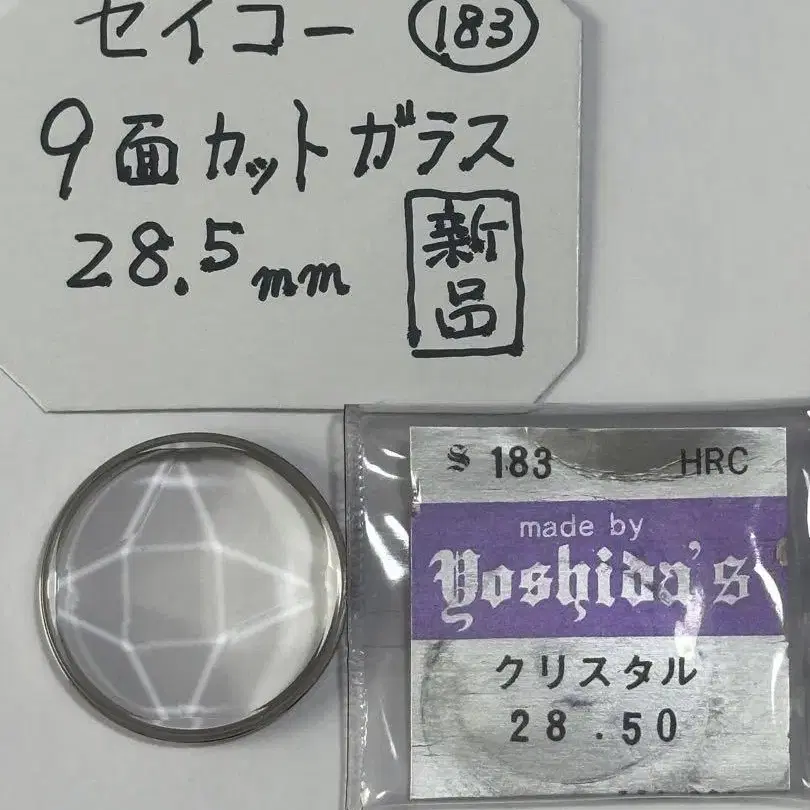 セイコー 183
9面カットガラス
28.5mm
新品
S 183 HRC
made by
Yoshida's
クリスタル
28.50